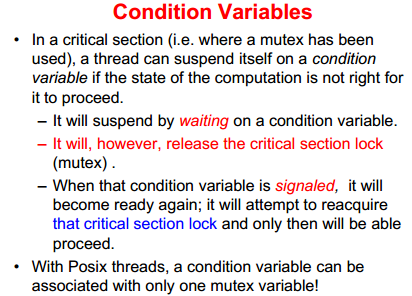 Condition Variables
• In a critical section (i.e. where a mutex has been
used), a thread can suspend itself on a condition
variable if the state of the computation is not right for
it to proceed.
– It will suspend by waiting on a condition variable.
– It will, however, release the critical section lock
(mutex) .
– When that condition variable is signaled, it will
become ready again; it will attempt to reacquire
that critical section lock and only then will be able
proceed.
• With Posix threads, a condition variable can be
associated with only one mutex variable!